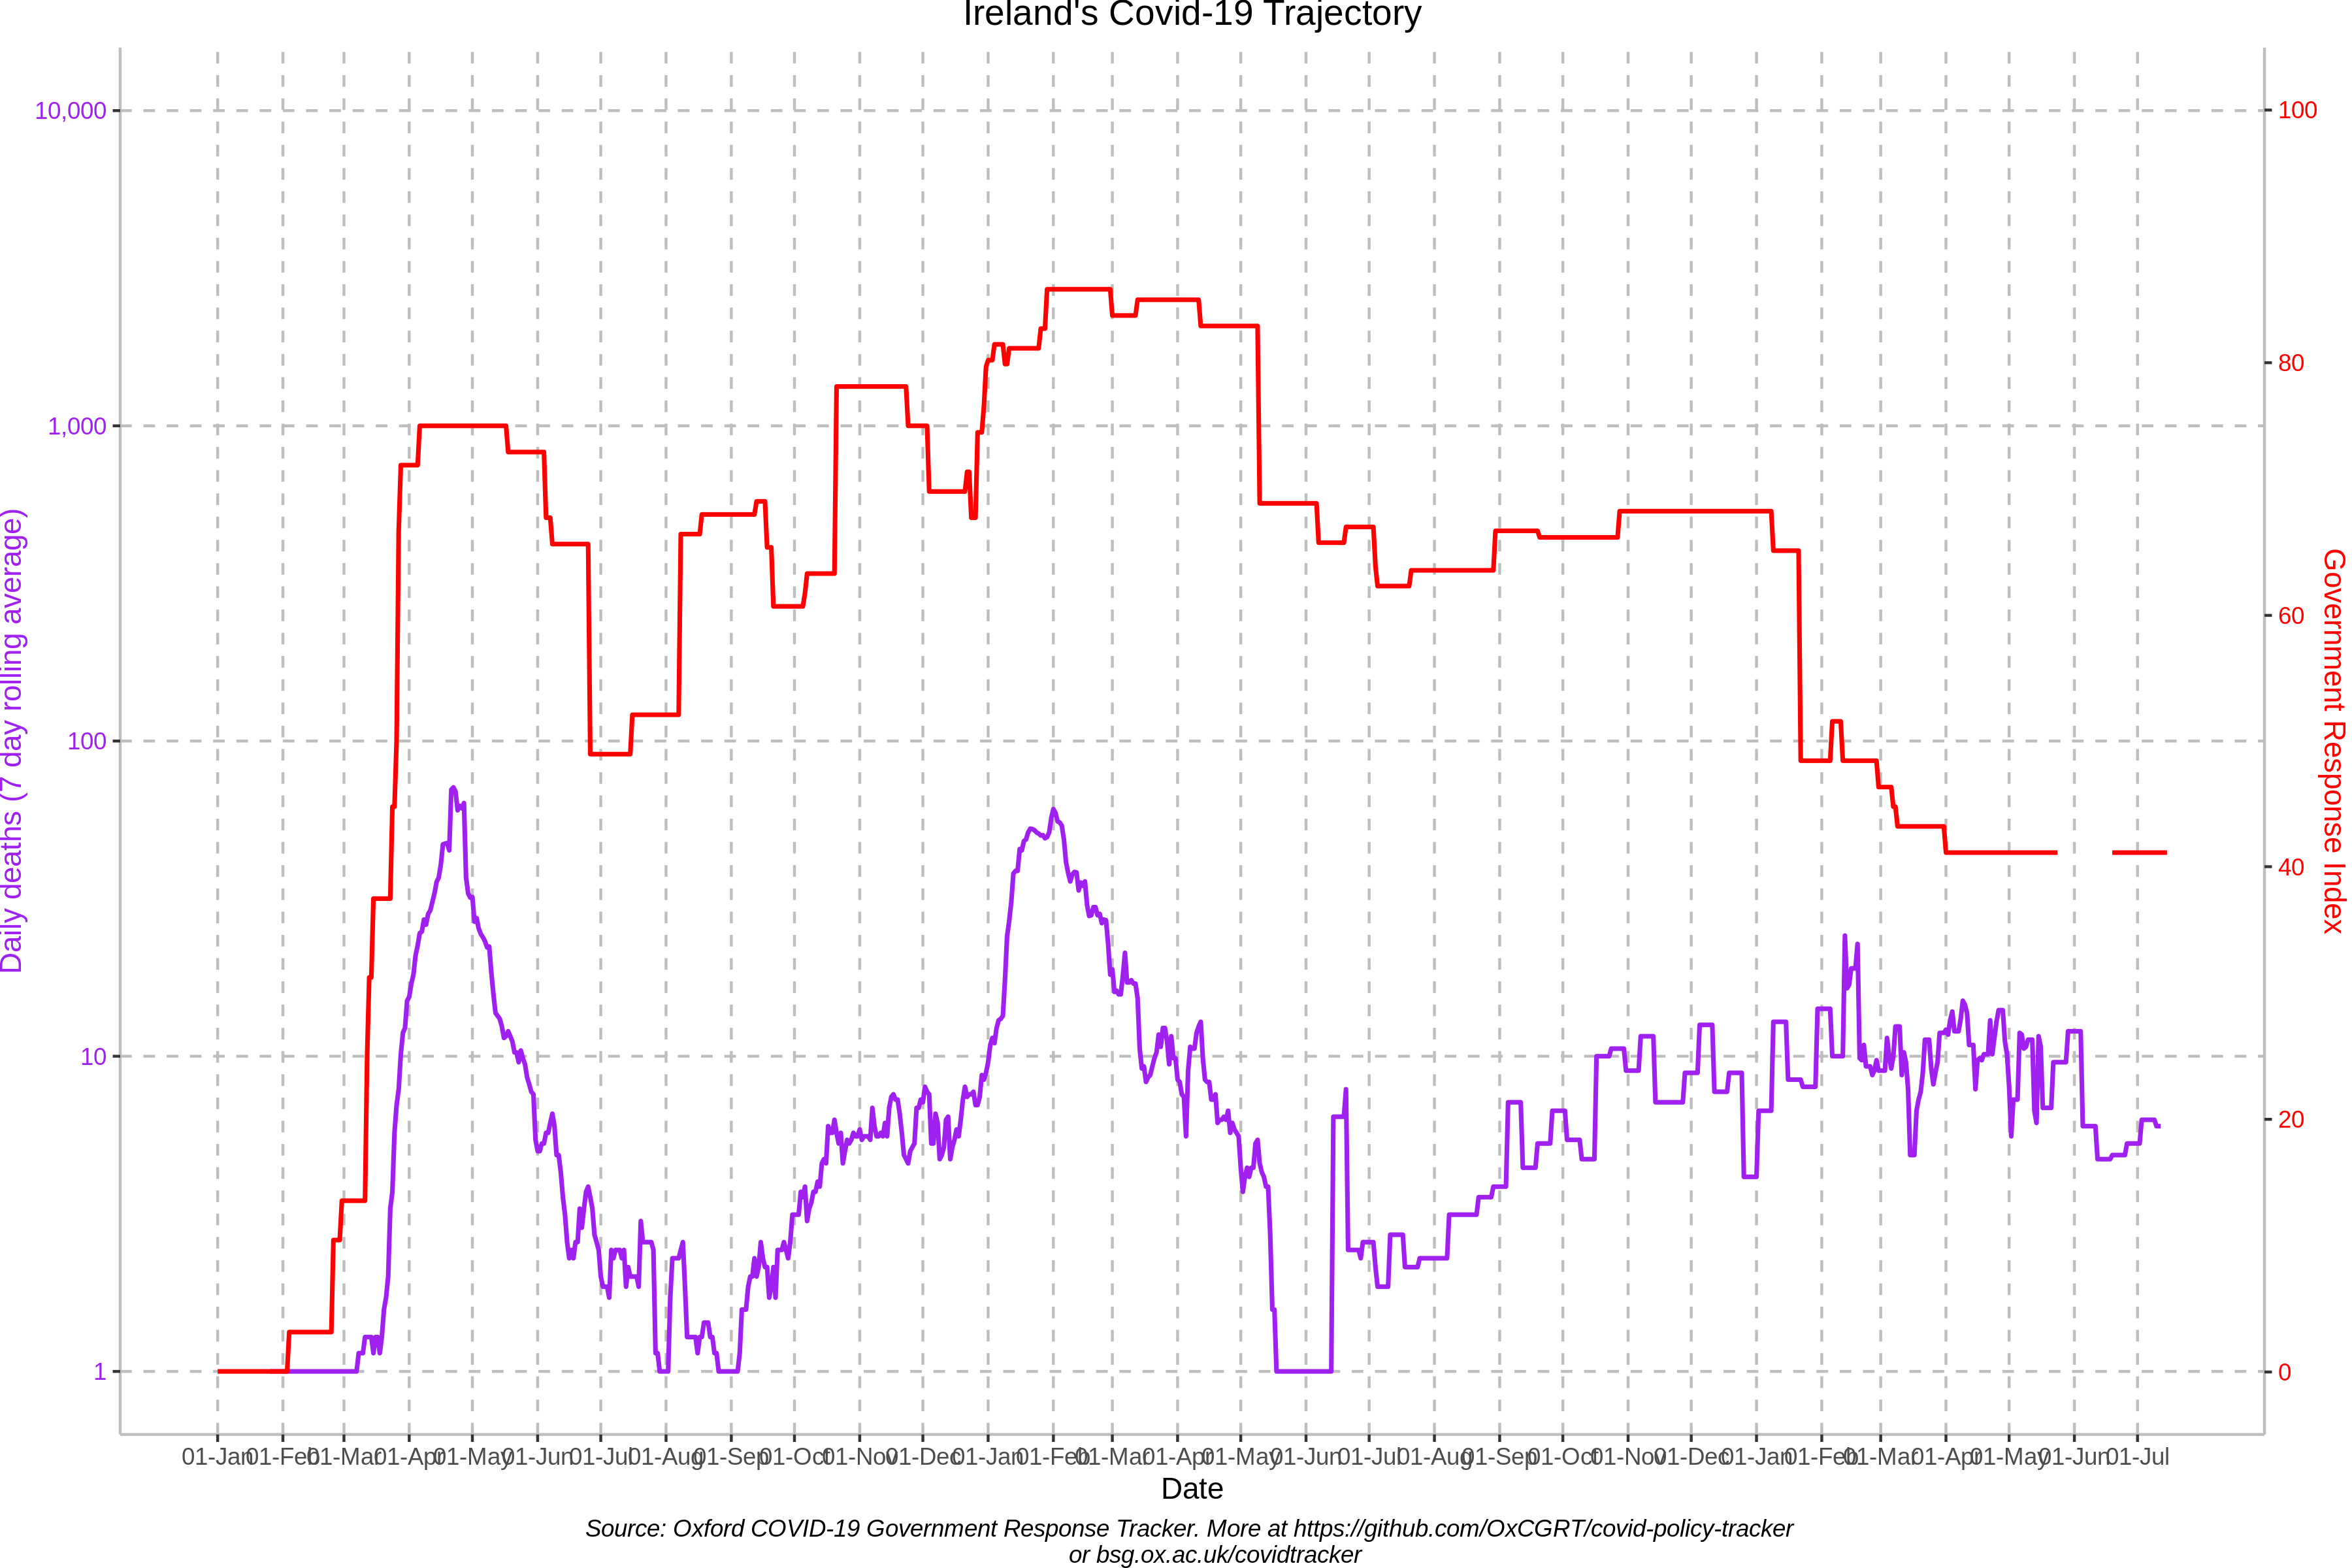 Ireland's Covid-19 Trajectory
10,000
1,000
100
10
1
Daily deaths (7 day rolling average)
100
80
60
40
20
0
Government Response Index
01-Jan 01-Feb 01-Mar 01-Apr 01-May 01-Jun 01-Jul 01-Aug 01-Sep 01-Oct 01-Nov 01-Dec 01-Jan 01-Feb 01-Mar 01-Apr 01-May 01-Jun 01-Jul 01-Aug 01-Sep 01-Oct 01-Nov 01-Dec 01-Jan 01-Feb 01-Mar 01-Apr 01-May 01-Jun 01-Jul
Date
Source: Oxford COVID-19 Government Response Tracker. More at https://github.com/OxCGRT/covid-policy-tracker
or bsg.ox.ac.uk/covidtracker